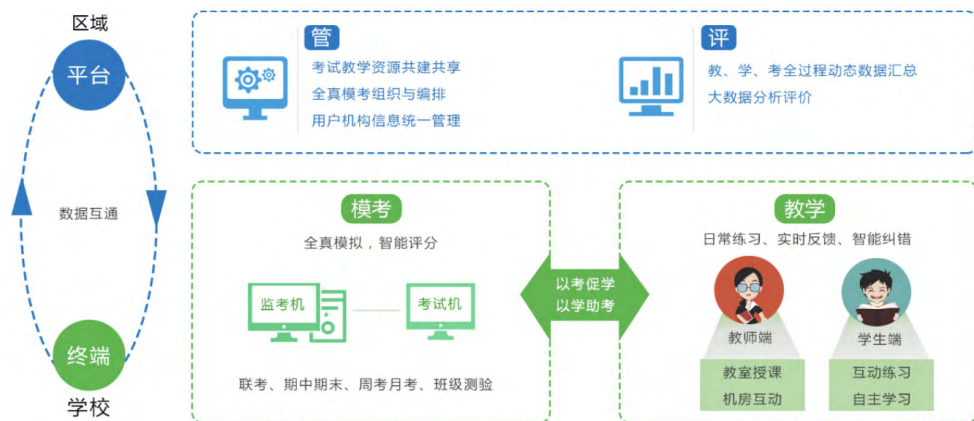 区域
平台
数据互通
终端
学校
管
考试教学资源共建共享
全真模考组织与编排
用户机构信息统一管理
评
教、学、考全过程动态数据汇总
大数据分析评价
模考
全真模拟，智能评分
监考机
考试机
联考、期中期末、周考月考、班级测验
以考促学
以学助考
教学
日常练习、实时反馈、智能纠错
教师端
教室授课
机房互动
学生端
互动练习
自主学习